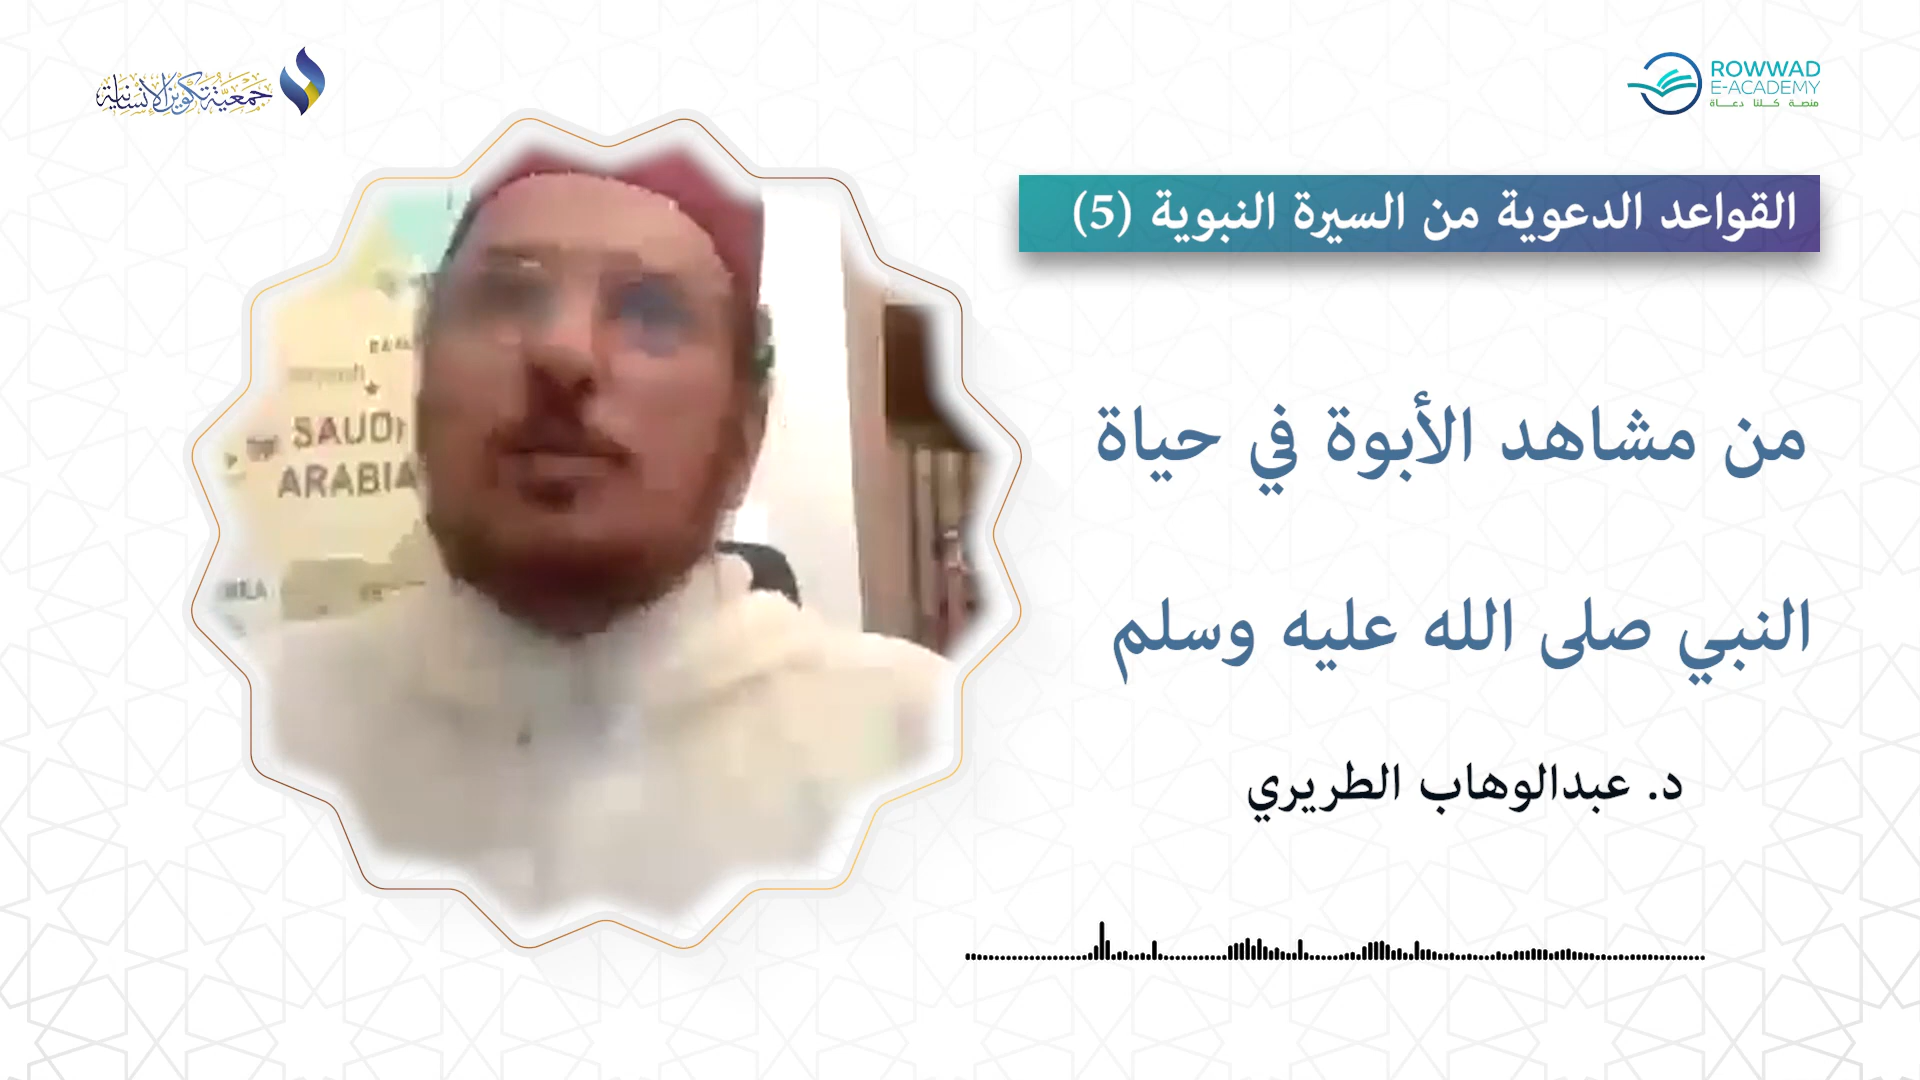 جمعية تكوين الإنسانية
ROWWAD
E-ACADEMY
منصة كلنا دعاة
القواعد الدعوية من السيرة النبوية (5)
من مشاهد الأبوة في حياة
النبي صلى الله عليه وسلم
د. عبدالوهاب الطريري
SAUDI
ARABIA